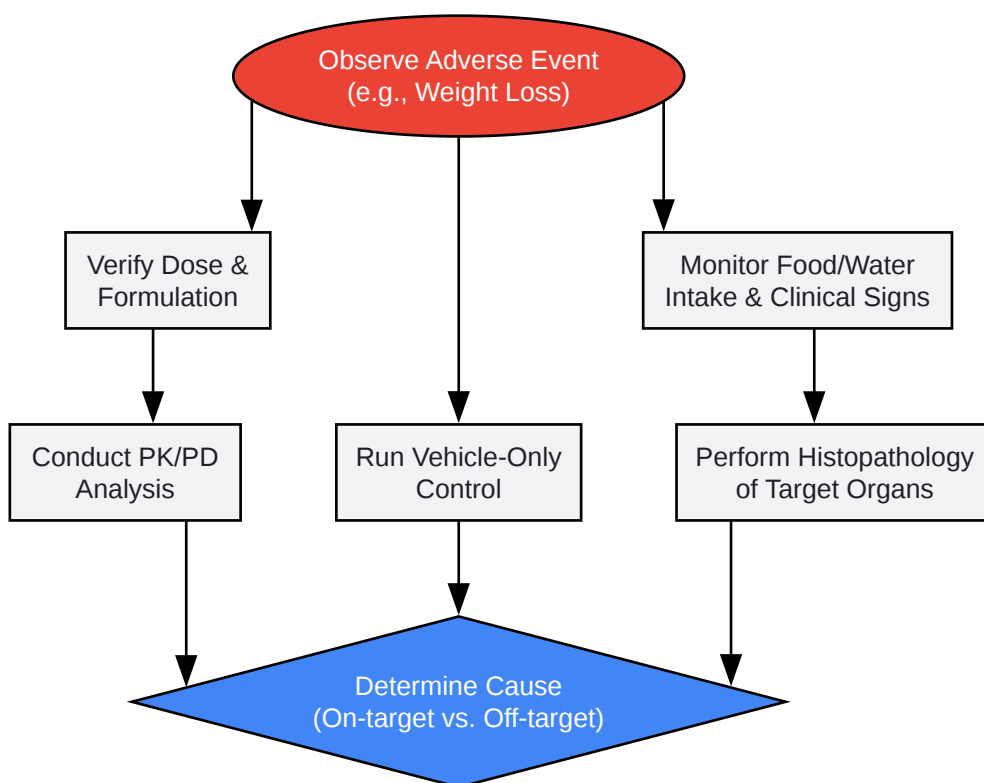 Observe Adverse Event
(e.g., Weight Loss)
Verify Dose &
Formulation
Monitor Food/Water
Intake & Clinical Signs
Conduct PK/PD
Analysis
Run Vehicle-Only
Control
Perform Histopathology
of Target Organs
Determine Cause
(On-target vs. Off-target)